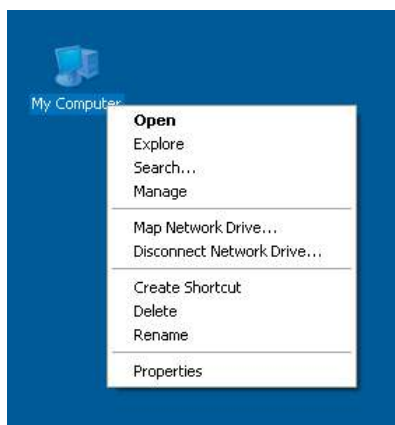 My Computer
Open
Explore
Search...
Manage
Map Network Drive...
Disconnect Network Drive...
Create Shortcut
Delete
Rename
Properties